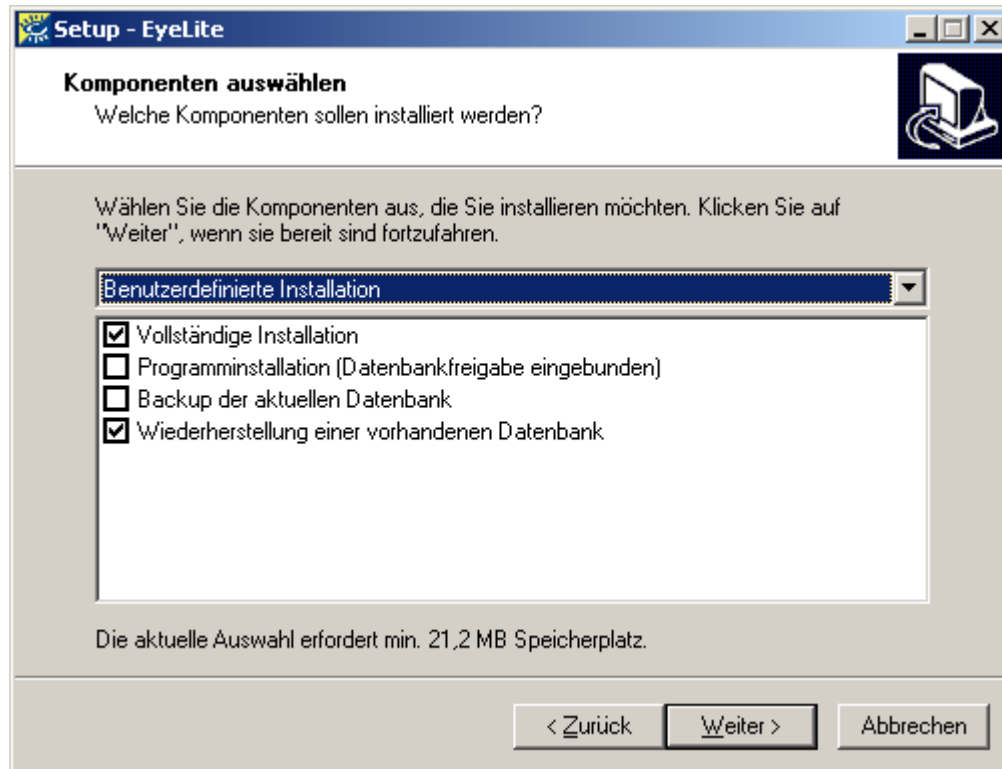 Setup - EyeLite
Komponenten auswählen
Welche Komponenten sollen installiert werden?
Wählen Sie die Komponenten aus, die Sie installieren möchten. Klicken Sie auf
"Weiter", wenn sie bereit sind fortzufahren.
Benutzerdefinierte Installation
Vollständige Installation
Programminstallation (Datenbankfreigabe eingebunden)
Backup der aktuellen Datenbank
Wiederherstellung einer vorhandenen Datenbank
Die aktuelle Auswahl erfordert min. 21,2 MB Speicherplatz.
< Zurück Weiter > Abbrechen